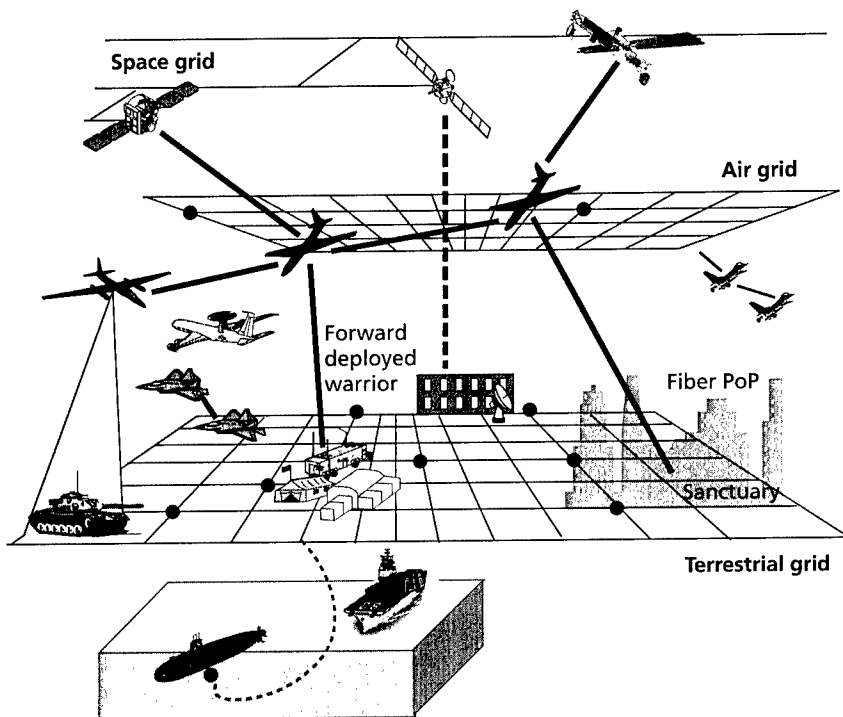 Space grid
Air grid
Forward
deployed
warrior
Fiber PoP
Sanctuary
Terrestrial grid